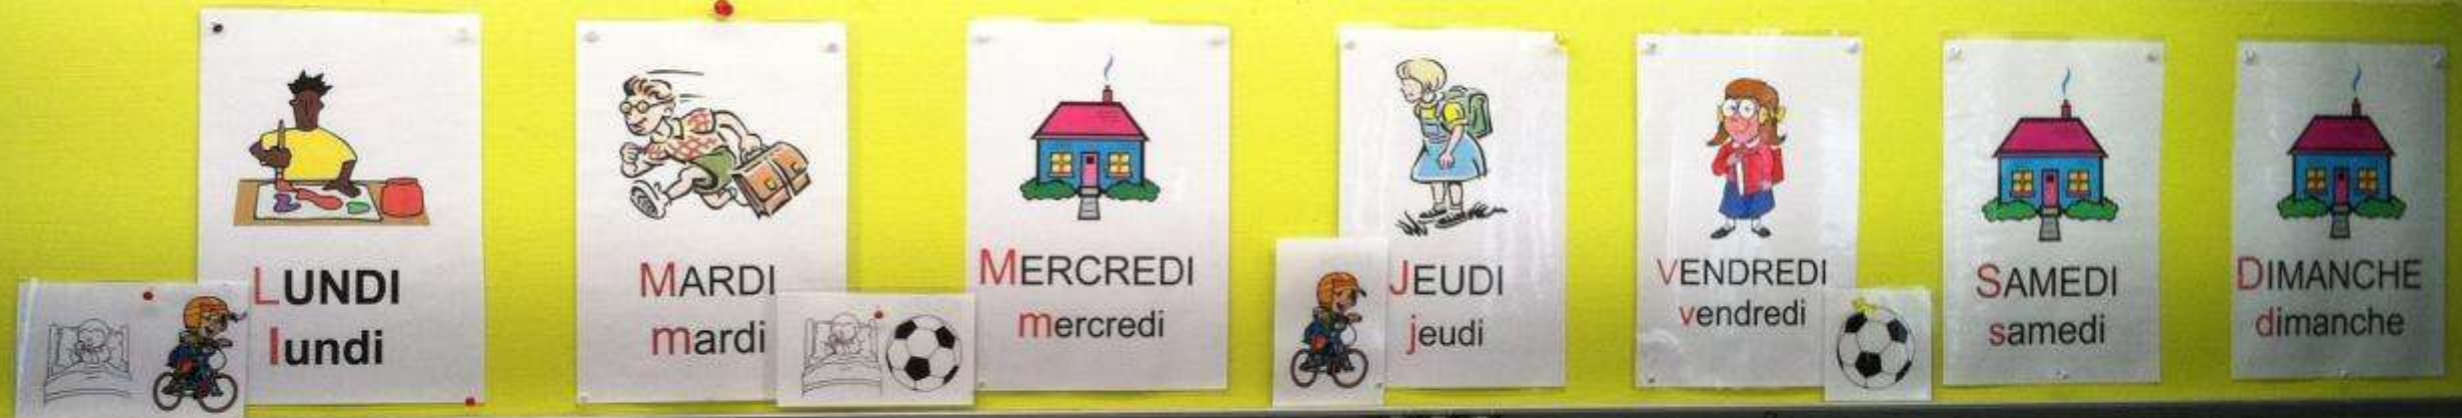 LUNDI
lundi
MARDI
mardi
MERCREDI
mercredi
JEUDI
jeudi
VENDREDI
vendredi
SAMEDI
samedi
DIMANCHE
dimanche